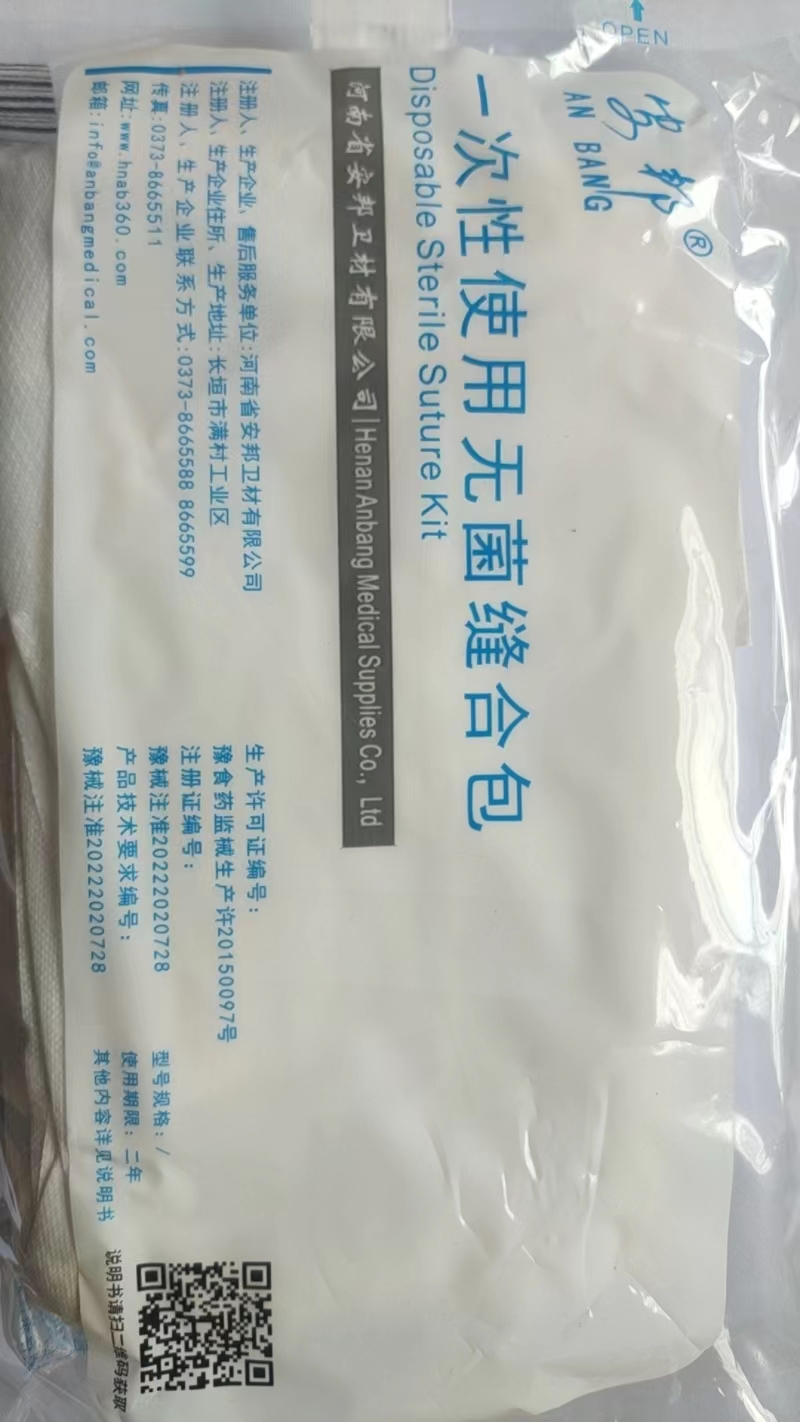 OPEN
安邦®
AN BANG
一次性使用无菌缝合包
Disposable Sterile Suture Kit
河南省安邦卫材有限公司|Henan Anbang Medical Supplies Co., Ltd
注册人、生产企业、售后服务单位:河南省安邦卫材有限公司
注册人、生产企业住所、生产地址:长垣市满村工业区
注册人、生产企业联系方式:0373-8665588 8665599
传真:0373-8665511
网址:www.hnab360.com
邮箱:info@anbangmedical.com
生产许可证编号:
豫食药监械生产许20150097号
注册证编号:
豫械注准20222020728
产品技术要求编号:
豫械注准20222020728
型号规格:/
使用期限:二年
其他内容详见说明书
说明书请扫二维码获取